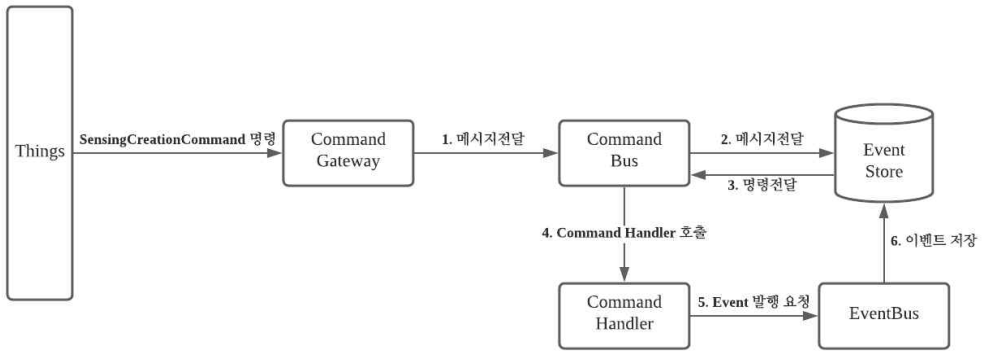 Things
SensingCreationCommand 명령
Command
Gateway
1. 메시지전달
Command
Bus
2. 메시지전달
3. 명령전달
Event
Store
4. Command Handler 호출
6. 이벤트 저장
Command
Handler
5. Event 발행 요청
EventBus